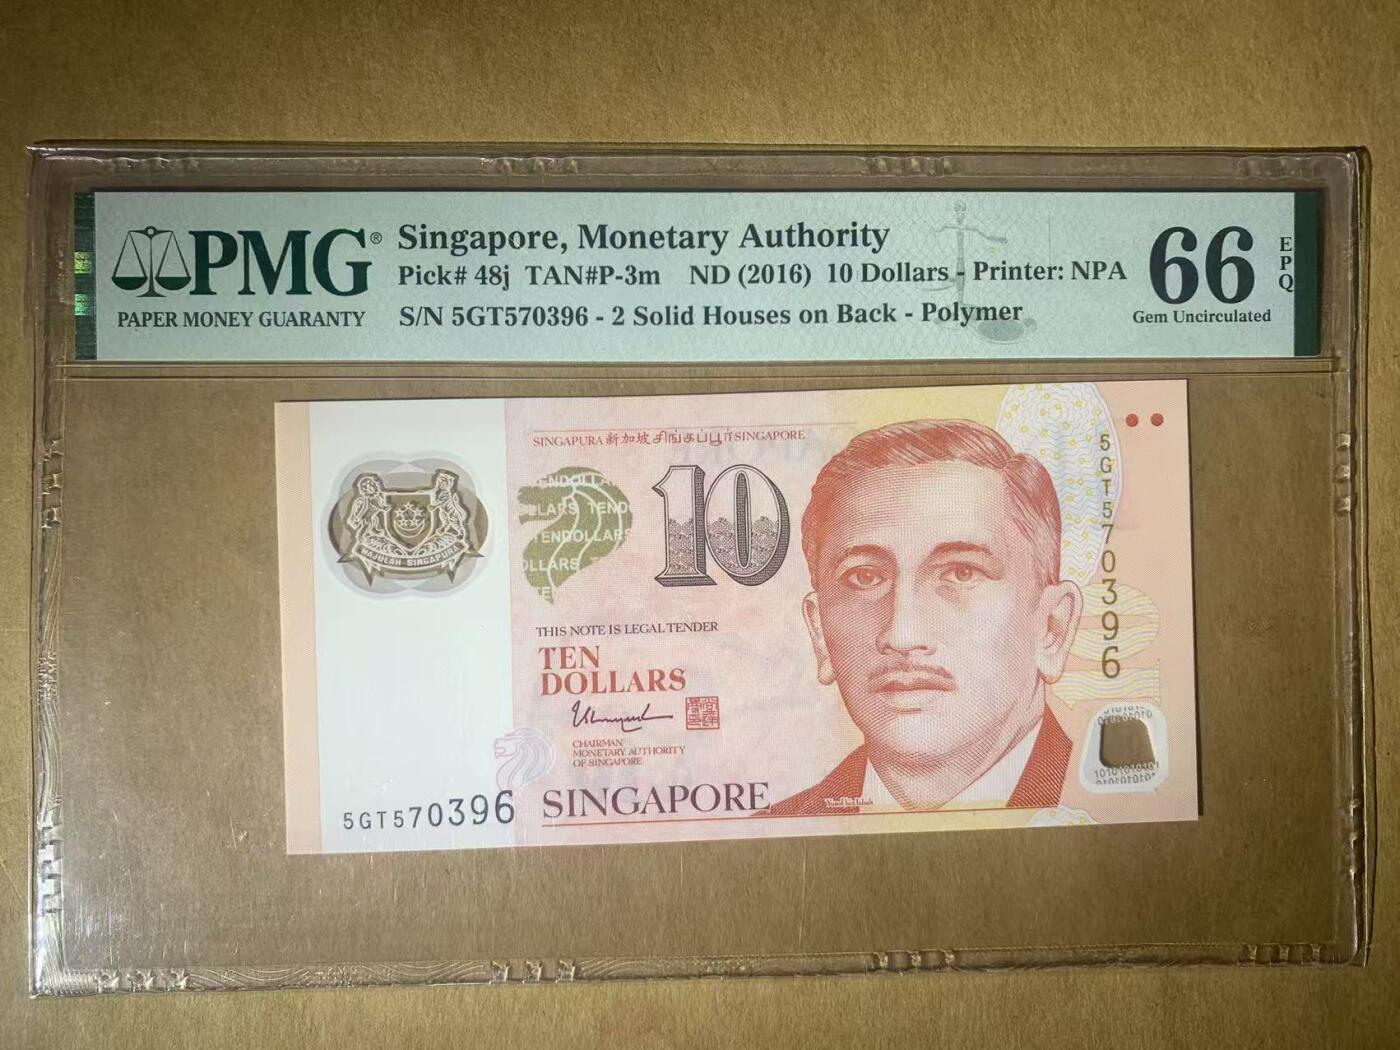 PMG®
PAPER MONEY GUARANTY
Singapore, Monetary Authority
Pick# 48j TAN#P-3m ND (2016) 10 Dollars - Printer: NPA
S/N 5GT570396 - 2 Solid Houses on Back - Polymer
66
EPQ
Gem Uncirculated
SINGAPURA 新加坡 சிங்கப்பூர் SINGAPORE
MAJULAH SINGAPURA
TENDOLLAR
10
5GT570396
THIS NOTE IS LEGAL TENDER
TEN
DOLLARS
CHAIRMAN
MONETARY AUTHORITY
OF SINGAPORE
5GT570396
SINGAPORE